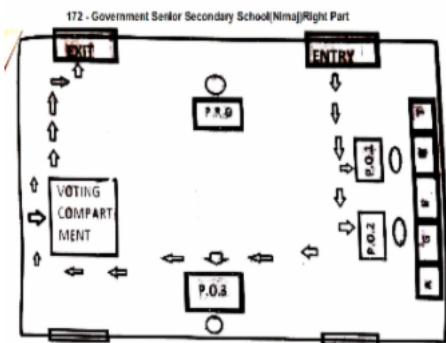 172 - Government Senior Secondary School(Nimaj)Right Part
EXIT
ENTRY
P.R.O
P.O.1
P.O.2
VOTING
COMPART
MENT
P.O.3